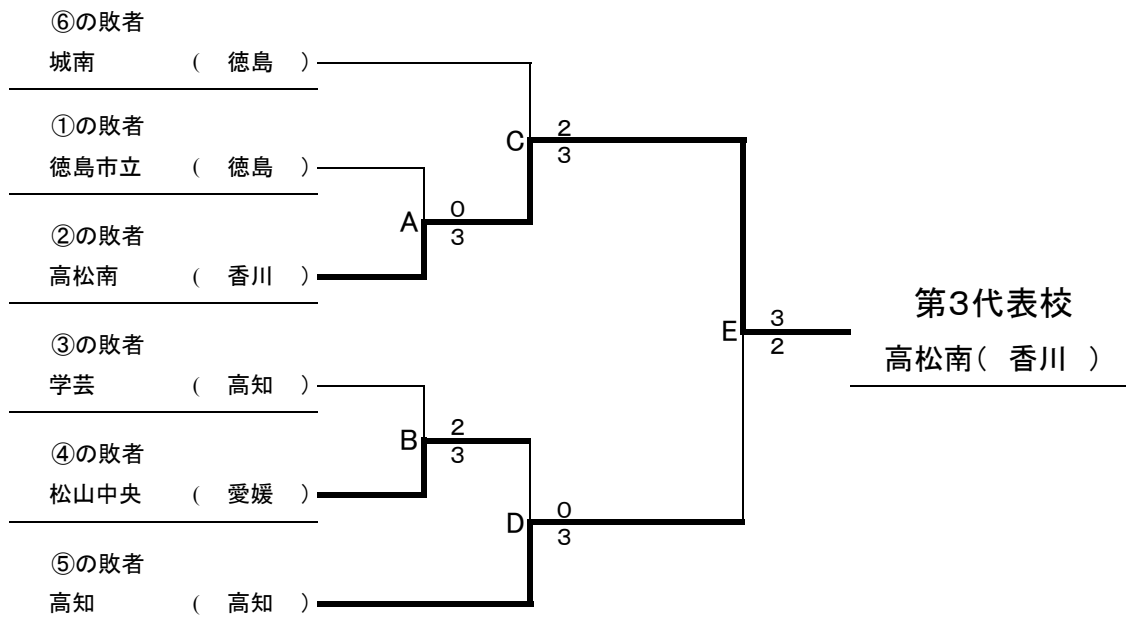 ⑥の敗者
城南 ( 徳島 )
①の敗者
徳島市立 ( 徳島 )
②の敗者
高松南 ( 香川 )
③の敗者
学芸 ( 高知 )
④の敗者
松山中央 ( 愛媛 )
⑤の敗者
高知 ( 高知 )
A
0
3
B
2
3
C
2
3
D
0
3
E
3
2
第3代表校
高松南( 香川 )